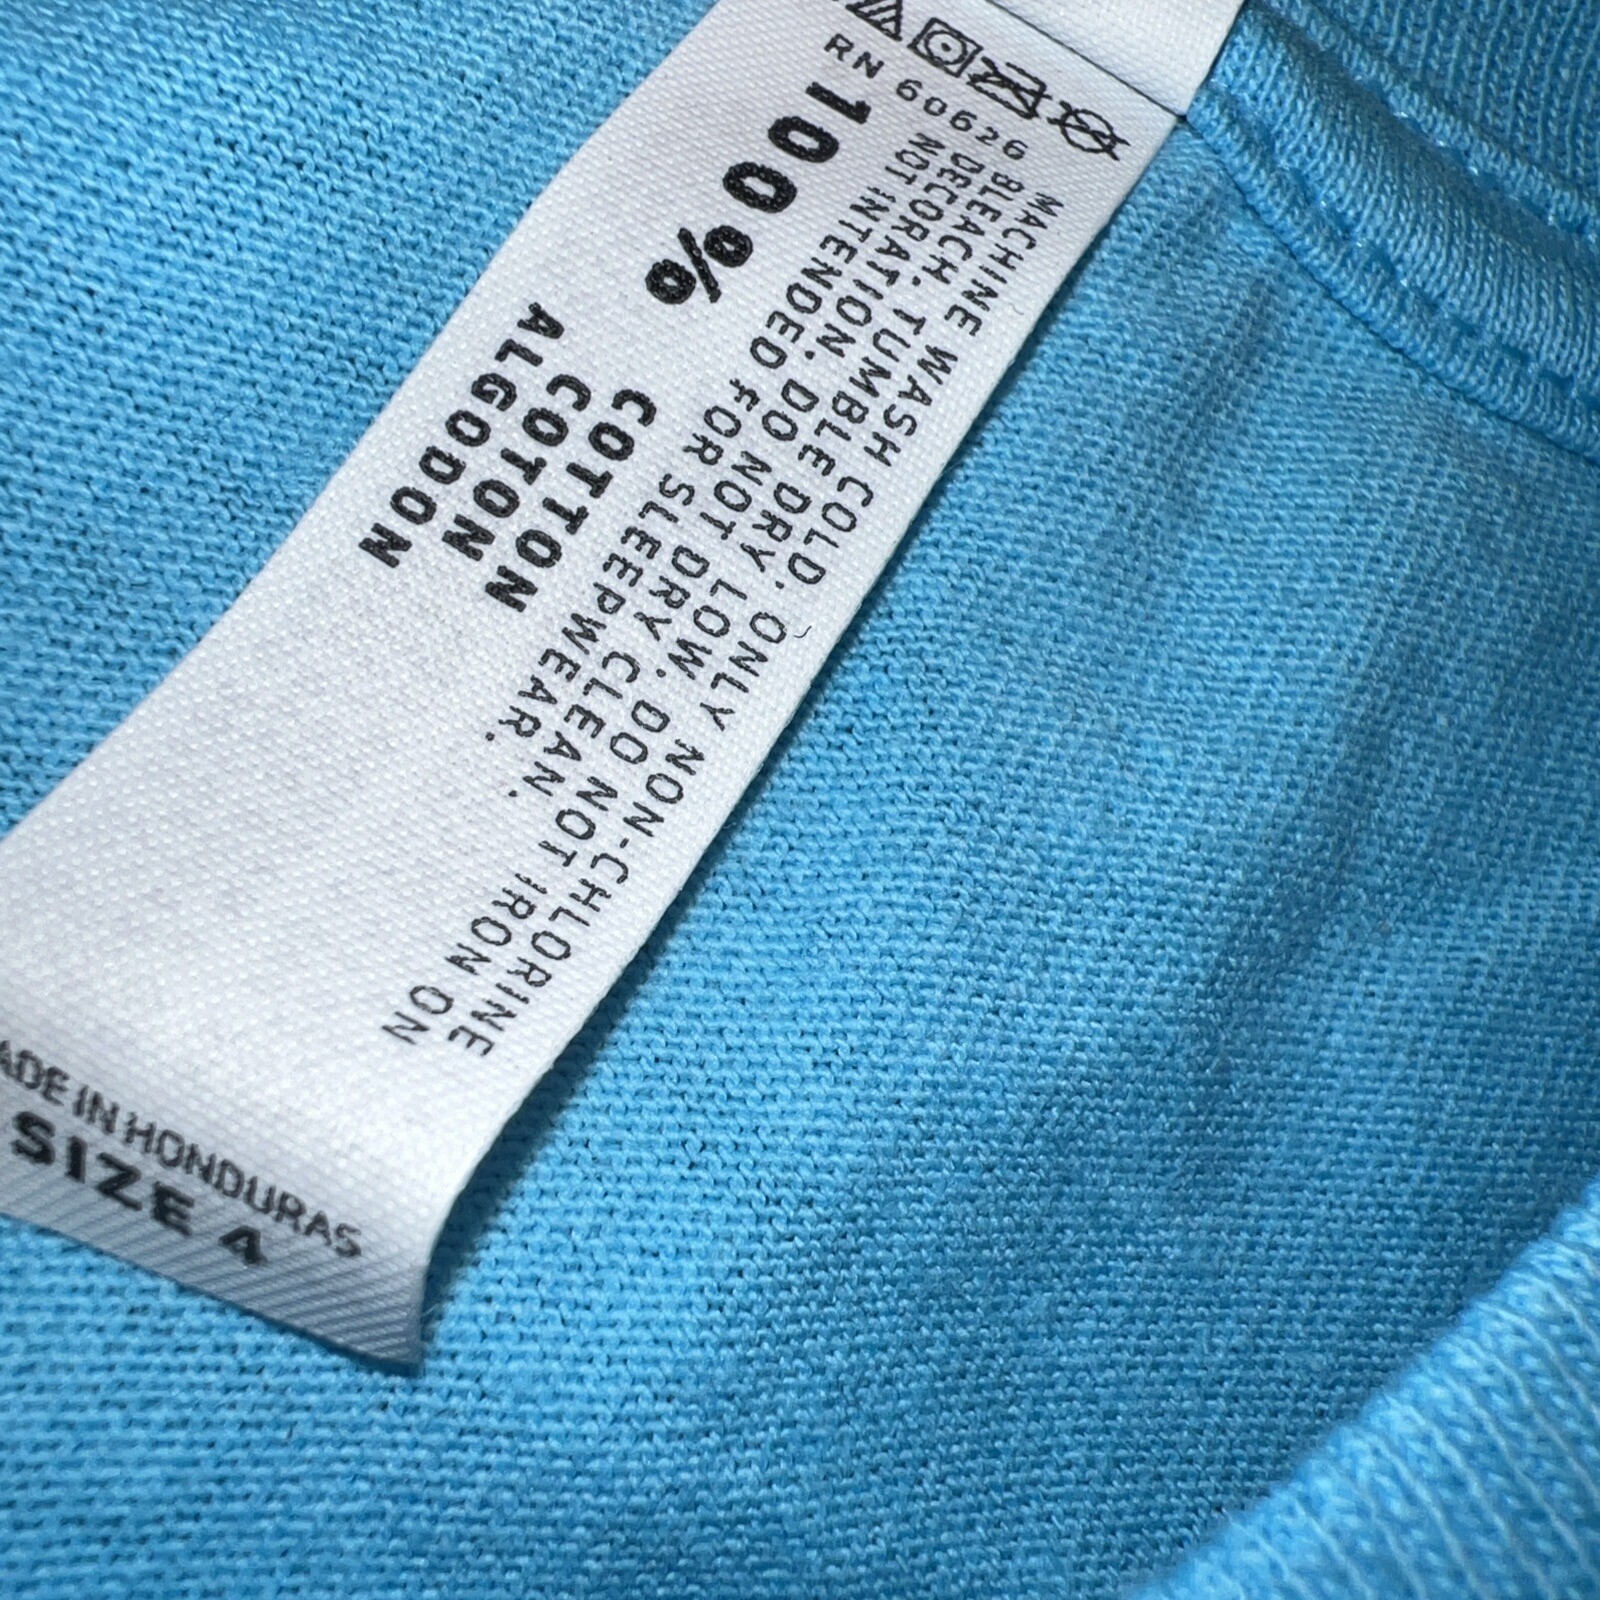 RN 60626
100%
COTTON
COTON
ALGODON
MACHINE WASH COLD. ONLY NON-CHLORINE
BLEACH. TUMBLE DRY LOW. DO NOT IRON ON
DECORATION. DO NOT DRY CLEAN.
NOT INTENDED FOR SLEEPWEAR.
ADE IN HONDURAS
SIZE 4